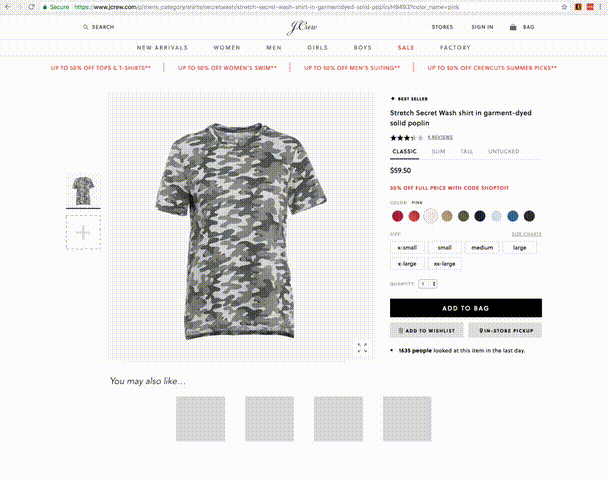 Secure https://www.jcrew.com/p/mens_category/shirts/secretwash/stretch-secret-wash-shirt-in-garmentdyed-solid-poplin/H9493?color_name=pink
SEARCH
J.Crew
STORES SIGN IN BAG
NEW ARRIVALS WOMEN MEN GIRLS BOYS SALE FACTORY
UP TO 50% OFF TOPS & T-SHIRTS** UP TO 50% OFF WOMEN'S SWIM** UP TO 50% OFF MEN'S SUITING** UP TO 50% OFF CREWCUTS SUMMER PICKS**
BEST SELLER
Stretch Secret Wash shirt in garment-dyed
solid poplin
REVIEWS
CLASSIC SLIM TALL UNTUCKED
$59.50
50% OFF FULL PRICE WITH CODE SHOPTOIT
COLOR: PINK
SIZE: SIZE CHARTS
x-small small medium large
x-large xx-large
QUANTITY: 1
ADD TO BAG
ADD TO WISHLIST IN-STORE PICKUP
1635 people looked at this item in the last day.
You may also like...